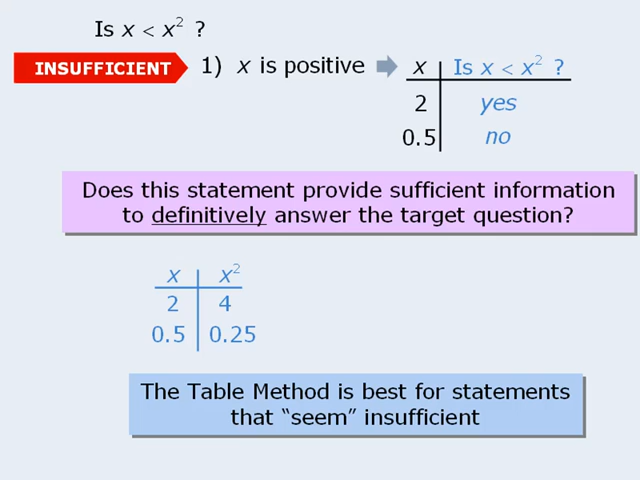 Is x < x² ?
INSUFFICIENT 1) x is positive
x Is x < x² ?
2 yes
0.5 no
Does this statement provide sufficient information
to definitively answer the target question?
x x²
2 4
0.5 0.25
The Table Method is best for statements
that “seem” insufficient